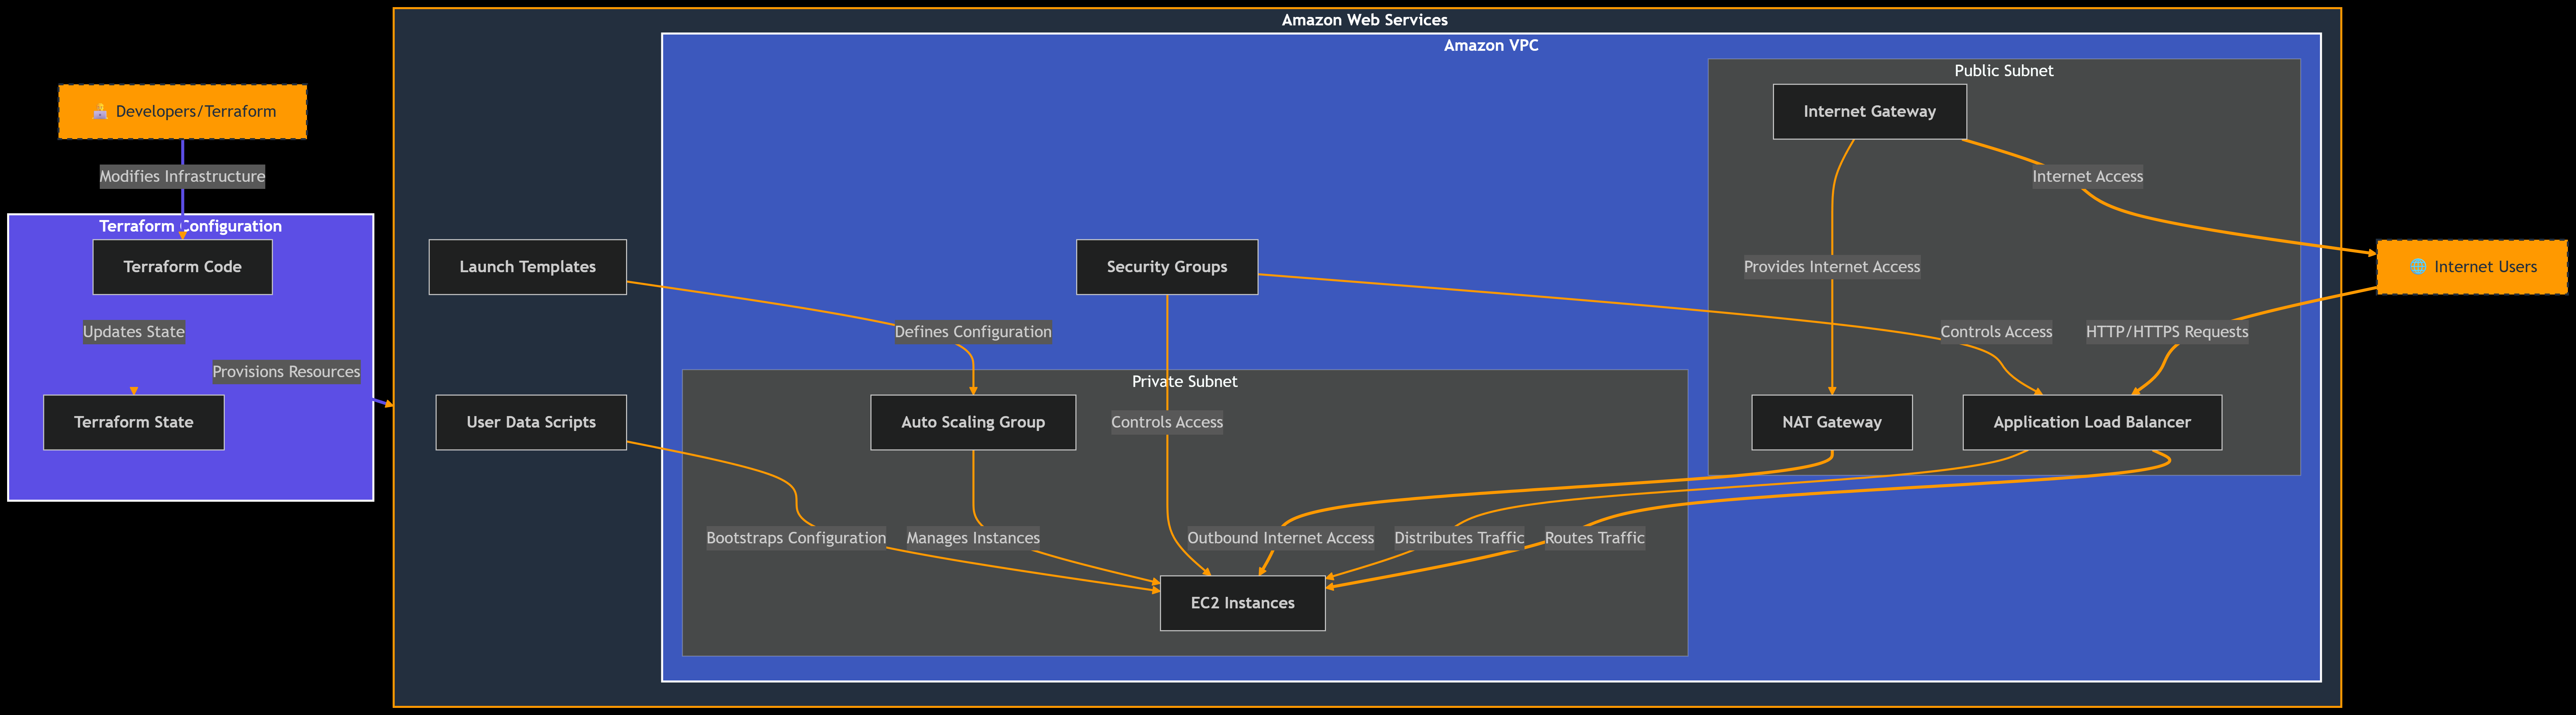 Amazon Web Services
Amazon VPC
Public Subnet
Developers/Terraform
Internet Gateway
Modifies Infrastructure
Internet Access
Terraform Configuration
Terraform Code
Launch Templates
Security Groups
Provides Internet Access
Internet Users
Updates State
Defines Configuration
Controls Access
HTTP/HTTPS Requests
Provisions Resources
Private Subnet
Terraform State
User Data Scripts
Auto Scaling Group
Controls Access
NAT Gateway
Application Load Balancer
Bootstraps Configuration
Manages Instances
Outbound Internet Access
Distributes Traffic
Routes Traffic
EC2 Instances